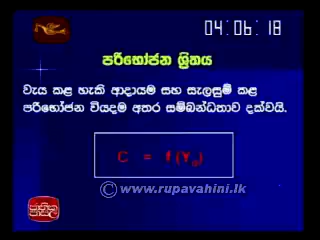 04:06:18
පරිභෝජන ශ්‍රිතය
වැය කළ හැකි ආදායම සහ සැලසුම් කළ
පරිභෝජන වියදම අතර සම්බන්ධතාව දක්වයි.
C = f (Y_D)
© www.rupavahini.lk